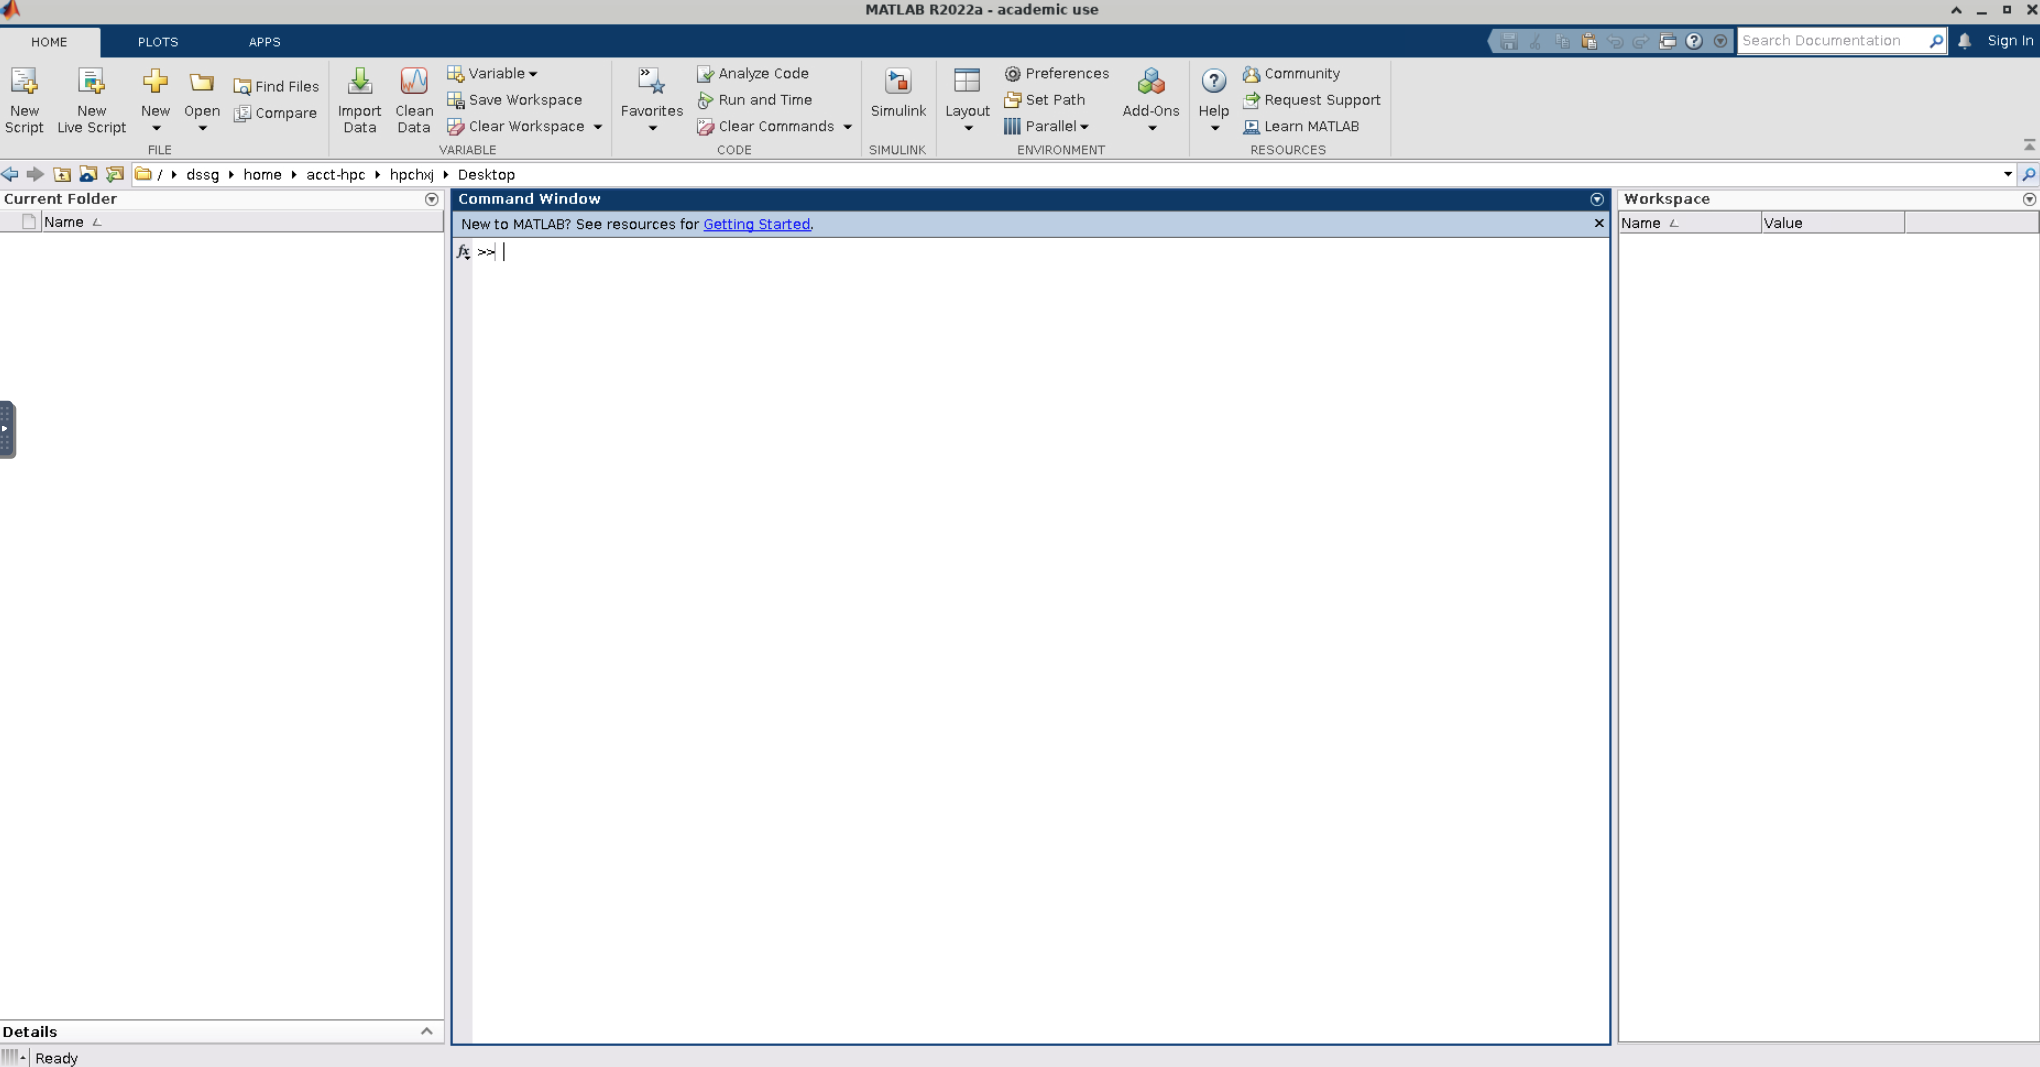 MATLAB R2022a - academic use
HOME PLOTS APPS
Search Documentation
Sign In
New Script
New Live Script
New
Open
Find Files
Compare
FILE
Import Data
Clean Data
Variable
Save Workspace
Clear Workspace
VARIABLE
Favorites
Analyze Code
Run and Time
Clear Commands
CODE
Simulink
SIMULINK
Layout
Preferences
Set Path
Parallel
Add-Ons
ENVIRONMENT
Help
Community
Request Support
Learn MATLAB
RESOURCES
/ dssg home acct-hpc hpchxj Desktop
Current Folder
Name
Command Window
New to MATLAB? See resources for Getting Started.
fx >>
Workspace
Name Value
Details
Ready